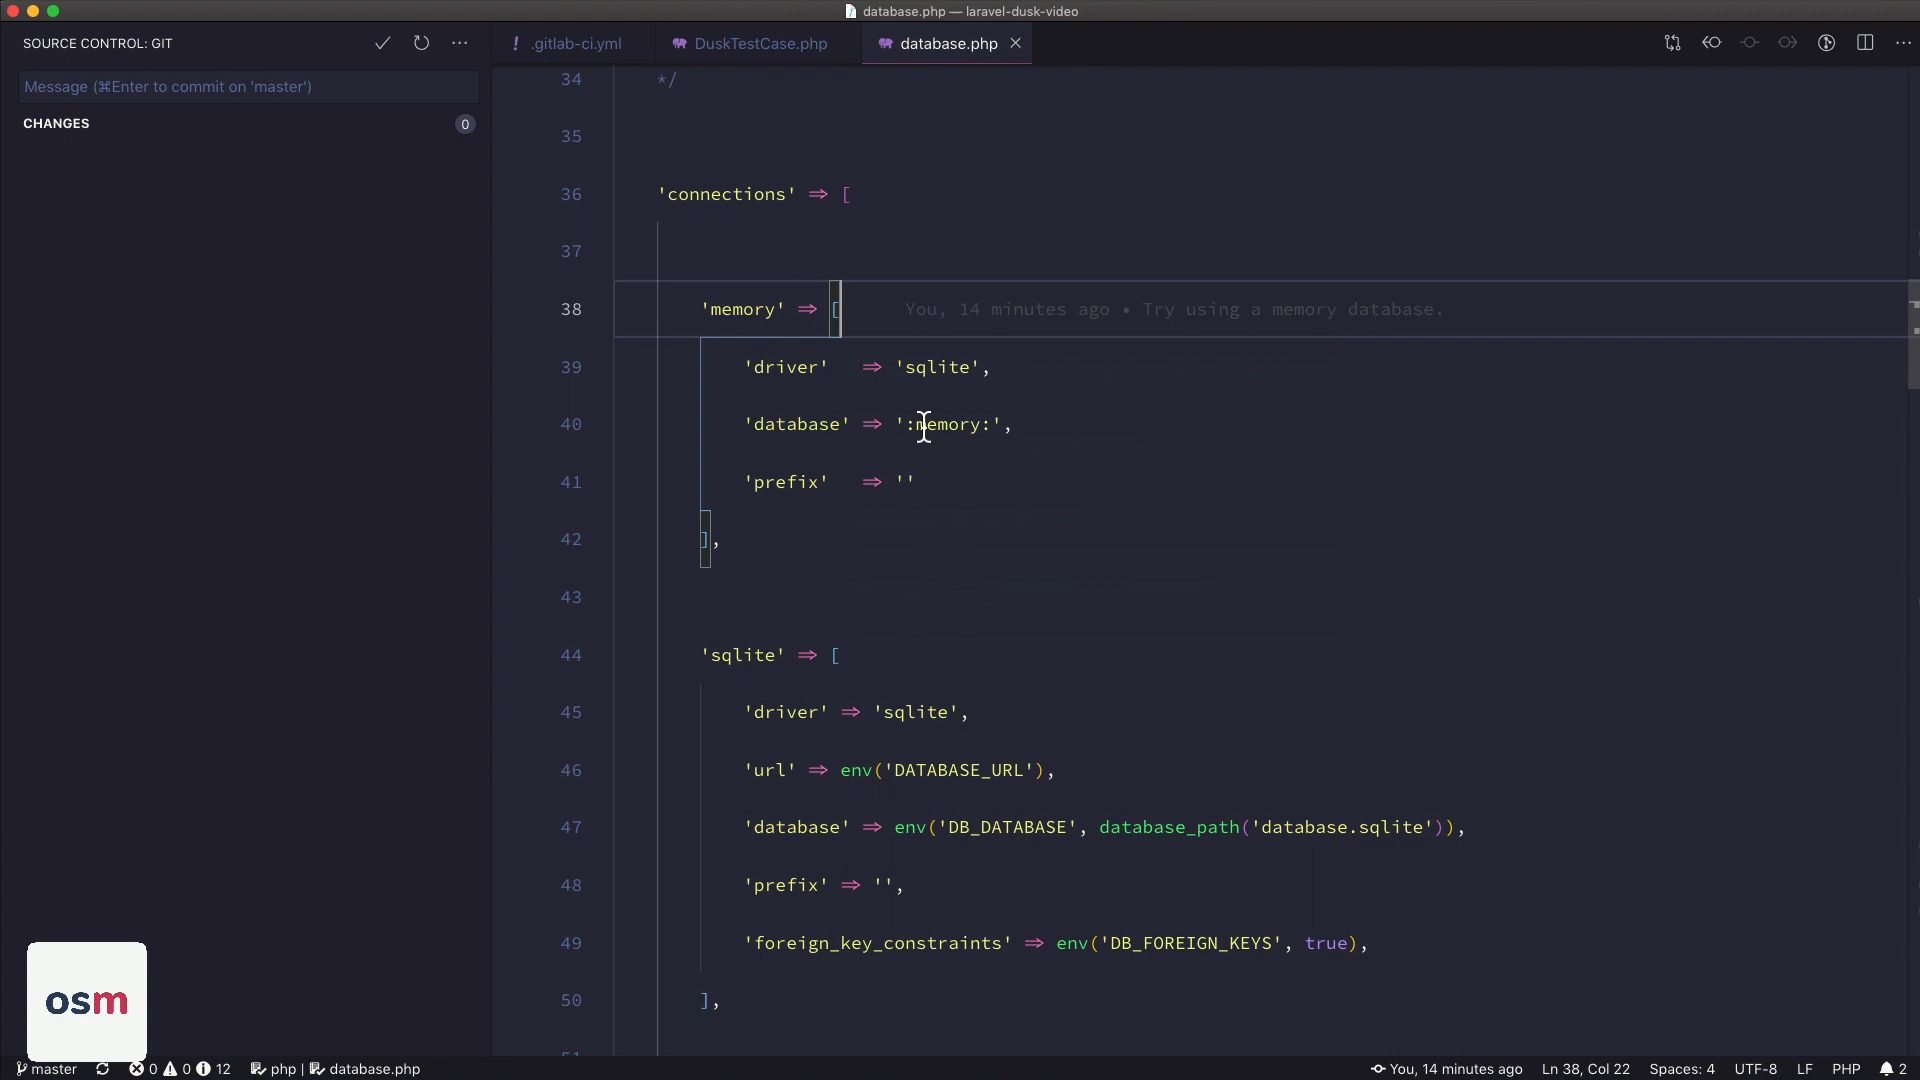 database.php — laravel-dusk-video
SOURCE CONTROL: GIT
! .gitlab-ci.yml
DuskTestCase.php
database.php
Message (⌘Enter to commit on 'master')
CHANGES
0
34 */
35
36 'connections' => [
37
38 'memory' => [ You, 14 minutes ago • Try using a memory database.
39 'driver' => 'sqlite',
40 'database' => ':memory:',
41 'prefix' => ''
42 ],
43
44 'sqlite' => [
45 'driver' => 'sqlite',
46 'url' => env('DATABASE_URL'),
47 'database' => env('DB_DATABASE', database_path('database.sqlite')),
48 'prefix' => '',
49 'foreign_key_constraints' => env('DB_FOREIGN_KEYS', true),
50 ],
51
osm
master 0 0 12 php | database.php You, 14 minutes ago Ln 38, Col 22 Spaces: 4 UTF-8 LF PHP 2